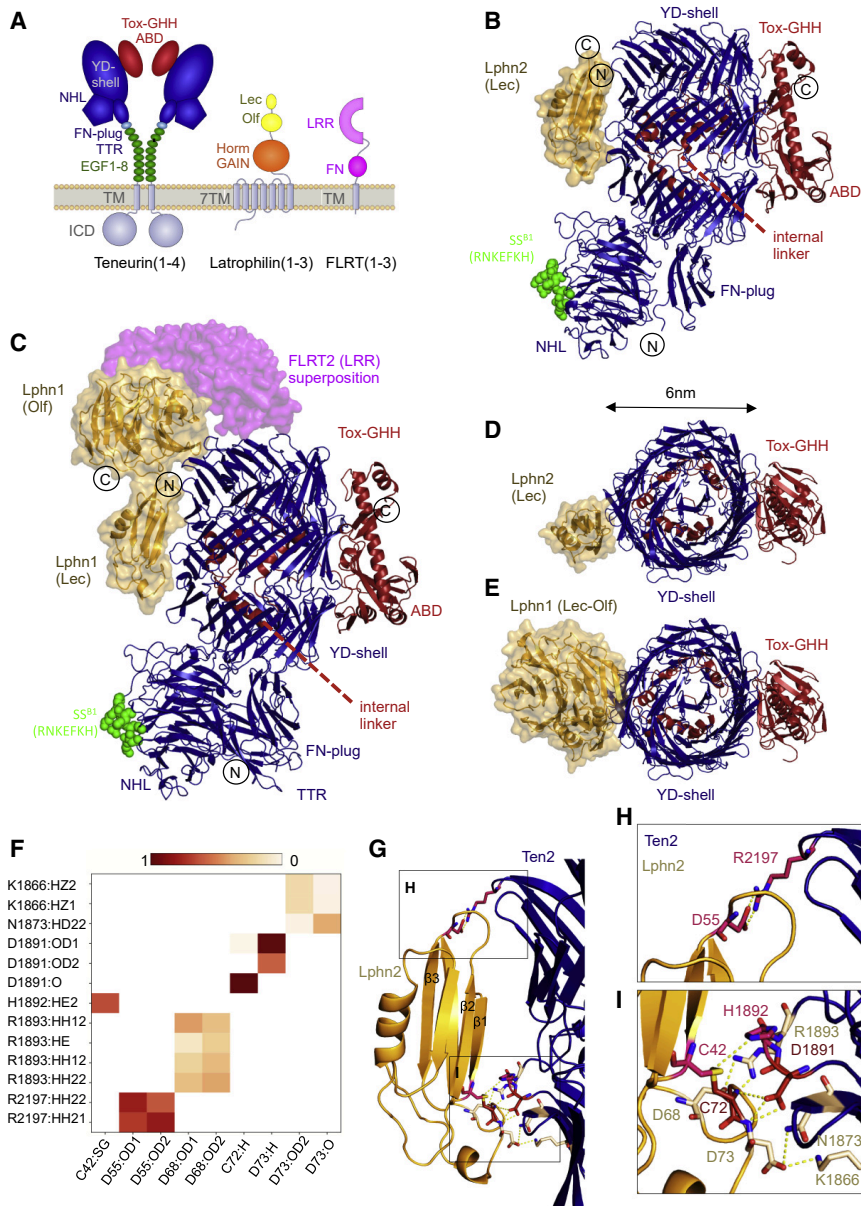 A
Tox-GHH
ABD
YD-
shell
NHL
FN-plug
TTR
EGF1-8
TM
ICD
Teneurin(1-4)
Lec
Olf
Horm
GAIN
7TM
Latrophilin(1-3)
LRR
FN
TM
FLRT(1-3)
B
YD-shell
Tox-GHH
C
N
C
Lphn2
(Lec)
ABD
internal
linker
SS^B1
(RNKEFKH)
FN-plug
NHL
N
C
FLRT2 (LRR)
superposition
Lphn1
(Olf)
Tox-GHH
C
N
C
Lphn1
(Lec)
ABD
YD-shell
internal
linker
SS^B1
(RNKEFKH)
FN-plug
N
NHL
TTR
D
6nm
Tox-GHH
Lphn2
(Lec)
YD-shell
E
Lphn1 (Lec-Olf)
Tox-GHH
YD-shell
F
1
0
K1866:HZ2
K1866:HZ1
N1873:HD22
D1891:OD1
D1891:OD2
D1891:O
H1892:HE2
R1893:HH12
R1893:HE
R1893:HH12
R1893:HH22
R2197:HH22
R2197:HH21
C42:SG
D55:OD1
D55:OD2
D68:OD1
D68:OD2
C72:H
D73:H
D73:OD2
D73:O
G
Ten2
H
Lphn2
β3
β2
β1
I
H
Ten2
Lphn2
R2197
D55
I
H1892
R1893
C42
D1891
D68
C72
N1873
D73
K1866